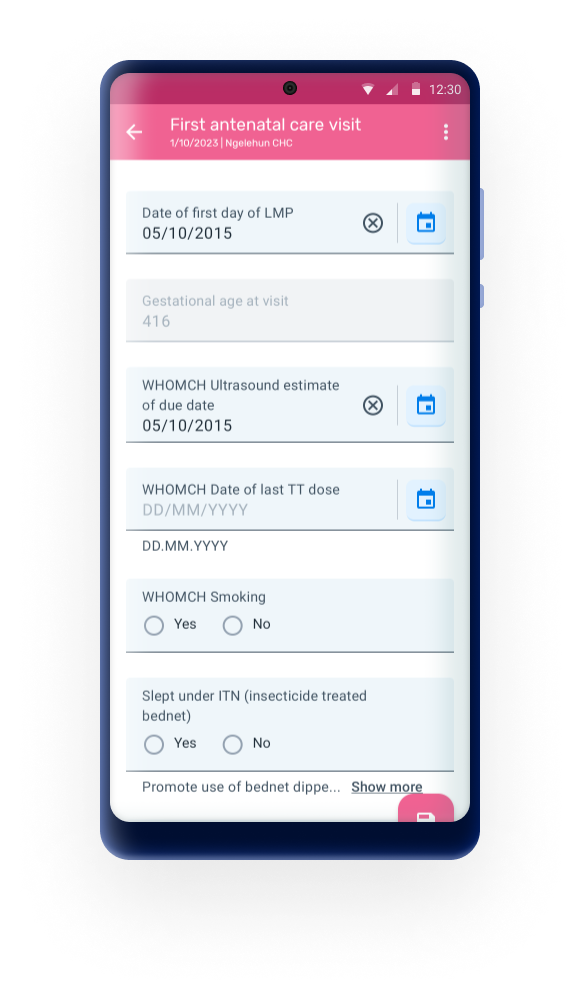 12:30
First antenatal care visit
1/10/2023 | Ngelehun CHC
Date of first day of LMP
05/10/2015
Gestational age at visit
416
WHOMCH Ultrasound estimate
of due date
05/10/2015
WHOMCH Date of last TT dose
DD/MM/YYYY
DD.MM.YYYY
WHOMCH Smoking
Yes No
Slept under ITN (insecticide treated
bednet)
Yes No
Promote use of bednet dippe... Show more